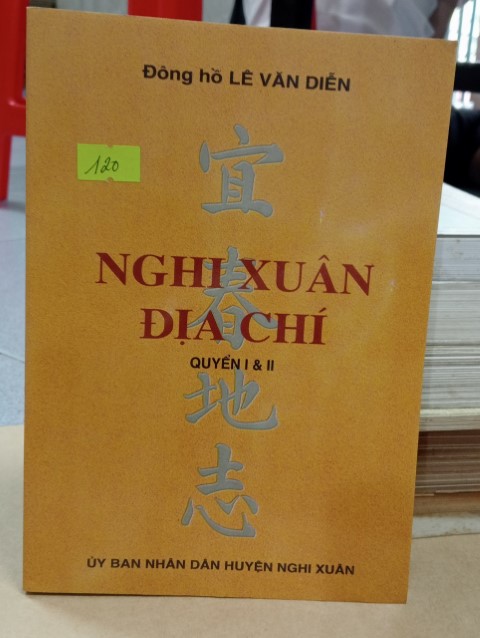 Đông hồ LÊ VĂN DIỄN
120
宜春地志
NGHI XUÂN
ĐỊA CHÍ
QUYỂN I & II
ỦY BAN NHÂN DÂN HUYỆN NGHI XUÂN